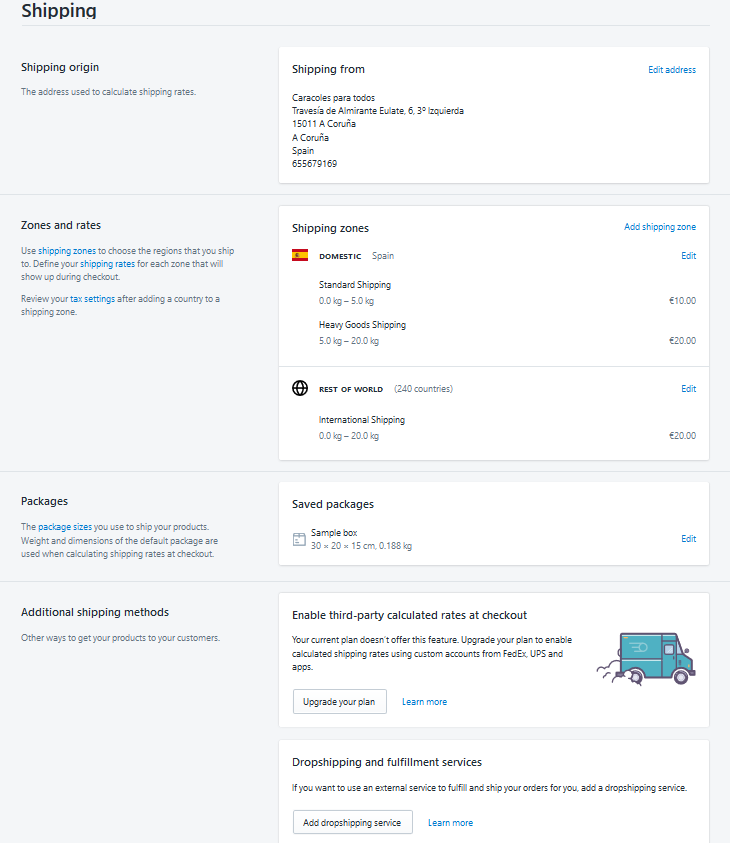 Shipping
Shipping origin
The address used to calculate shipping rates.
Shipping from
Edit address
Caracoles para todos
Travesía de Almirante Eulate, 6, 3º Izquierda
15011 A Coruña
A Coruña
Spain
655679169
Zones and rates
Use shipping zones to choose the regions that you ship
to. Define your shipping rates for each zone that will
show up during checkout.
Review your tax settings after adding a country to a
shipping zone.
Shipping zones
Add shipping zone
DOMESTIC Spain
Edit
Standard Shipping
0.0 kg – 5.0 kg €10.00
Heavy Goods Shipping
5.0 kg – 20.0 kg €20.00
REST OF WORLD (240 countries)
Edit
International Shipping
0.0 kg – 20.0 kg €20.00
Packages
The package sizes you use to ship your products.
Weight and dimensions of the default package are
used when calculating shipping rates at checkout.
Saved packages
Sample box
30 × 20 × 15 cm, 0.188 kg
Edit
Additional shipping methods
Other ways to get your products to your customers.
Enable third-party calculated rates at checkout
Your current plan doesn't offer this feature. Upgrade your plan to enable
calculated shipping rates using custom accounts from FedEx, UPS and
apps.
Upgrade your plan Learn more
Dropshipping and fulfillment services
If you want to use an external service to fulfill and ship your orders for you, add a dropshipping service.
Add dropshipping service Learn more